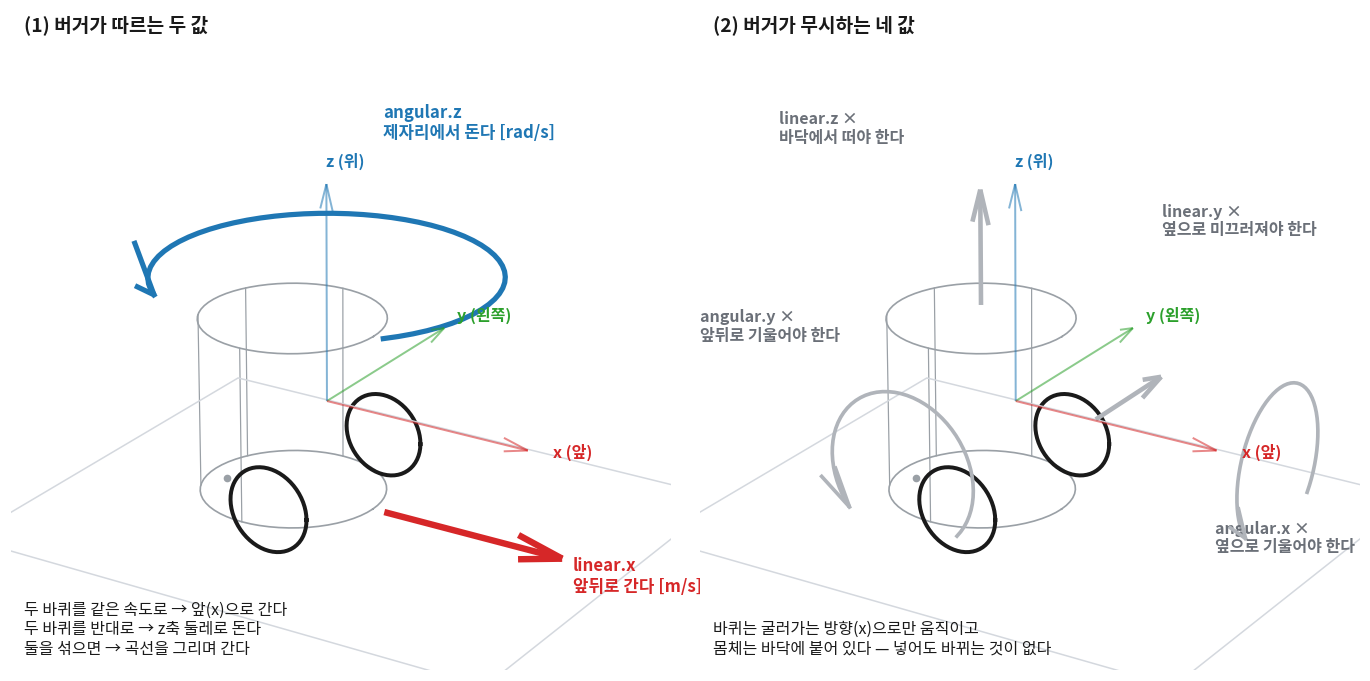 (1) 버거가 따르는 두 값
angular.z
제자리에서 돈다 [rad/s]
z (위)
y (왼쪽)
x (앞)
linear.x
앞뒤로 간다 [m/s]
두 바퀴를 같은 속도로 → 앞(x)으로 간다
두 바퀴를 반대로 → z축 둘레로 돈다
둘을 섞으면 → 곡선을 그리며 간다
(2) 버거가 무시하는 네 값
linear.z ×
바닥에서 떠야 한다
z (위)
linear.y ×
옆으로 미끄러져야 한다
angular.y ×
앞뒤로 기울어야 한다
y (왼쪽)
x (앞)
angular.x ×
옆으로 기울어야 한다
바퀴는 굴러가는 방향(x)으로만 움직이고
몸체는 바닥에 붙어 있다 — 넣어도 바뀌는 것이 없다